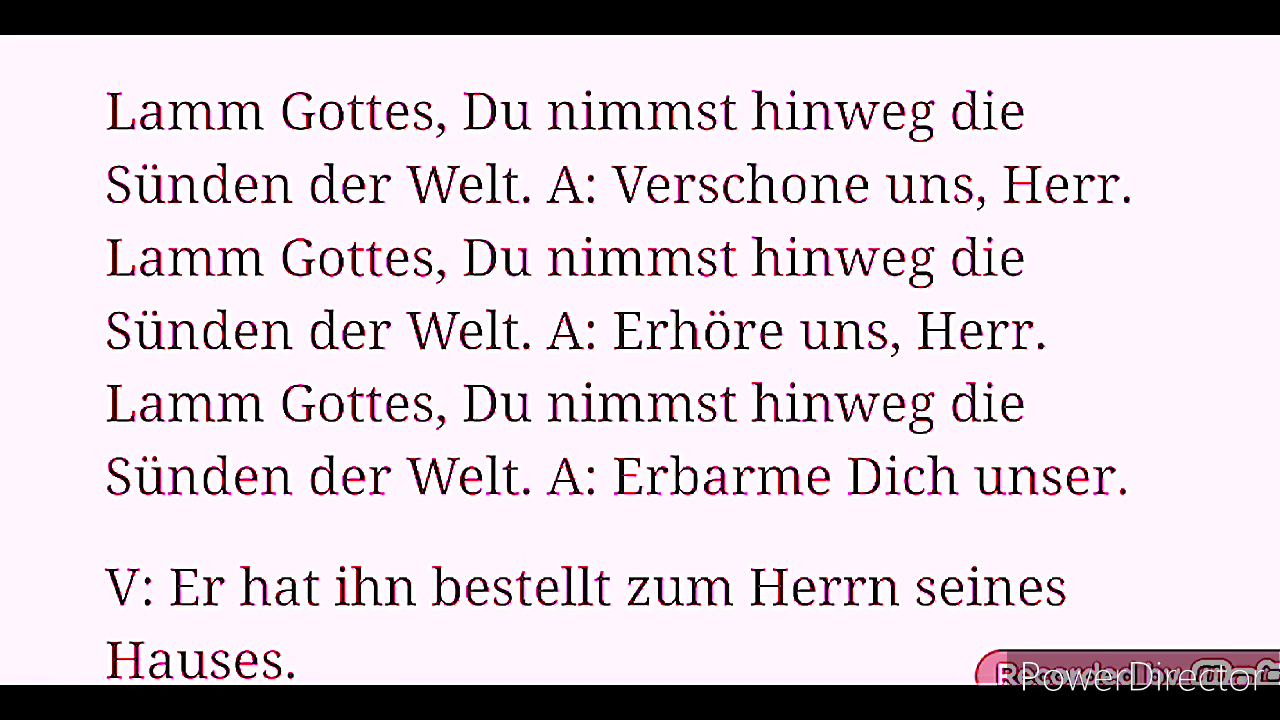 Lamm Gottes, Du nimmst hinweg die
Sünden der Welt. A: Verschone uns, Herr.
Lamm Gottes, Du nimmst hinweg die
Sünden der Welt. A: Erhöre uns, Herr.
Lamm Gottes, Du nimmst hinweg die
Sünden der Welt. A: Erbarme Dich unser.
V: Er hat ihn bestellt zum Herrn seines
Hauses.
PowerDirector